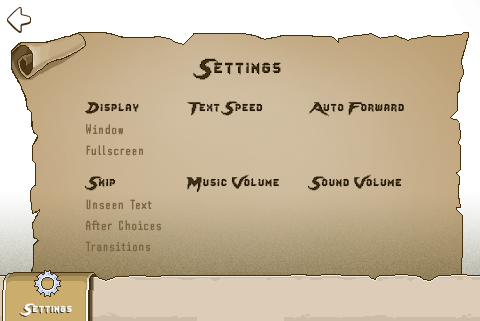 Settings
Display
Text Speed
Auto Forward
Window
Fullscreen
Skip
Music Volume
Sound Volume
Unseen Text
After Choices
Transitions
Settings